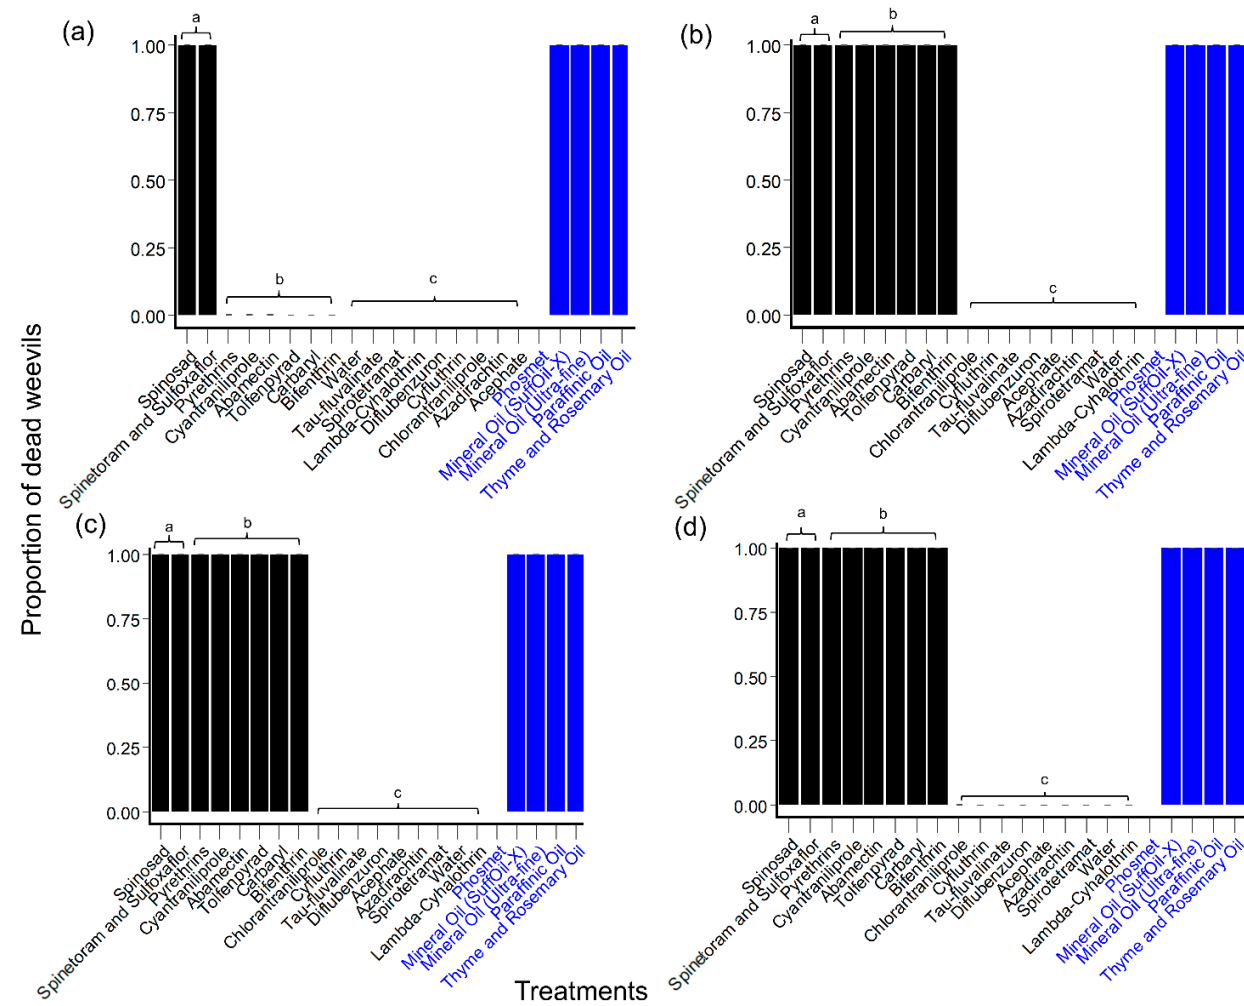 Proportion of dead weevils
(a)
a
b
c
1.00
0.75
0.50
0.25
0.00
Spinosad
Spinetoram and Sulfoxaflor
Pyrethrins
Cyantraniliprole
Abamectin
Tolfenpyrad
Carbaryl
Bifenthrin
Water
Tau-fluvalinate
Spirotetramat
Lambda-Cyhalothrin
Diflubenzuron
Cyfluthrin
Chlorantraniliprole
Azadirachtin
Acephate
Phosmet
Mineral Oil (SuffOil-X)
Mineral Oil (Ultra-fine)
Paraffinic Oil
Thyme and Rosemary Oil
(b)
a
b
c
1.00
0.75
0.50
0.25
0.00
Spinosad
Spinetoram and Sulfoxaflor
Pyrethrins
Cyantraniliprole
Abamectin
Tolfenpyrad
Carbaryl
Bifenthrin
Chlorantraniliprole
Cyfluthrin
Tau-fluvalinate
Diflubenzuron
Acephate
Azadirachtin
Spirotetramat
Water
Lambda-Cyhalothrin
Phosmet
Mineral Oil (SuffOil-X)
Mineral Oil (Ultra-fine)
Paraffinic Oil
Thyme and Rosemary Oil
(c)
a
b
c
1.00
0.75
0.50
0.25
0.00
Spinosad
Spinetoram and Sulfoxaflor
Pyrethrins
Cyantraniliprole
Abamectin
Tolfenpyrad
Carbaryl
Bifenthrin
Chlorantraniliprole
Cyfluthrin
Tau-fluvalinate
Diflubenzuron
Acephate
Azadirachtin
Spirotetramat
Water
Lambda-Cyhalothrin
Phosmet
Mineral Oil (SuffOil-X)
Mineral Oil (Ultra-fine)
Paraffinic Oil
Thyme and Rosemary Oil
(d)
a
b
c
1.00
0.75
0.50
0.25
0.00
Spinosad
Spinetoram and Sulfoxaflor
Pyrethrins
Cyantraniliprole
Abamectin
Tolfenpyrad
Carbaryl
Bifenthrin
Chlorantraniliprole
Cyfluthrin
Tau-fluvalinate
Diflubenzuron
Acephate
Azadirachtin
Spirotetramat
Water
Lambda-Cyhalothrin
Phosmet
Mineral Oil (SuffOil-X)
Mineral Oil (Ultra-fine)
Paraffinic Oil
Thyme and Rosemary Oil
Treatments